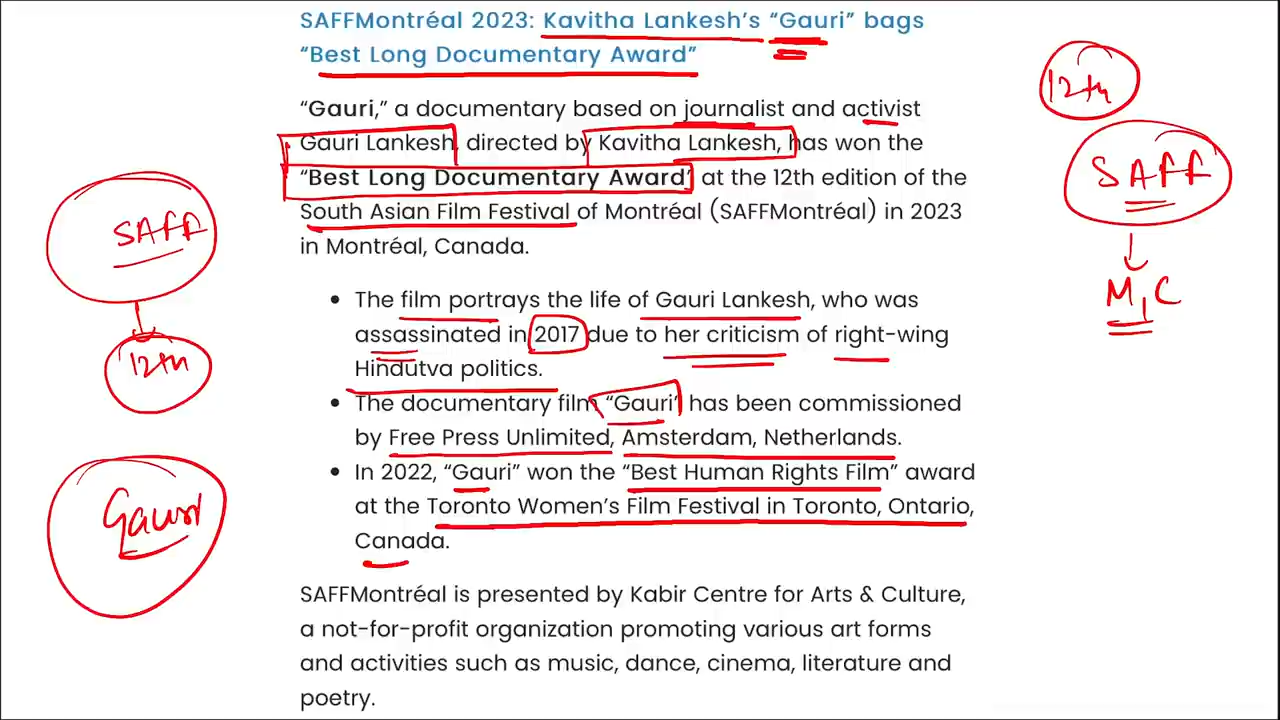 SAFFMontréal 2023: Kavitha Lankesh's "Gauri" bags
"Best Long Documentary Award"
"Gauri," a documentary based on journalist and activist
Gauri Lankesh, directed by Kavitha Lankesh, has won the
"Best Long Documentary Award" at the 12th edition of the
South Asian Film Festival of Montréal (SAFFMontréal) in 2023
in Montréal, Canada.
• The film portrays the life of Gauri Lankesh, who was
assassinated in 2017 due to her criticism of right-wing
Hindutva politics.
• The documentary film "Gauri" has been commissioned
by Free Press Unlimited, Amsterdam, Netherlands.
• In 2022, "Gauri" won the "Best Human Rights Film" award
at the Toronto Women's Film Festival in Toronto, Ontario,
Canada.
SAFFMontréal is presented by Kabir Centre for Arts & Culture,
a not-for-profit organization promoting various art forms
and activities such as music, dance, cinema, literature and
poetry.
SAFF
12th
Gauri
12th
SAFF
M, C